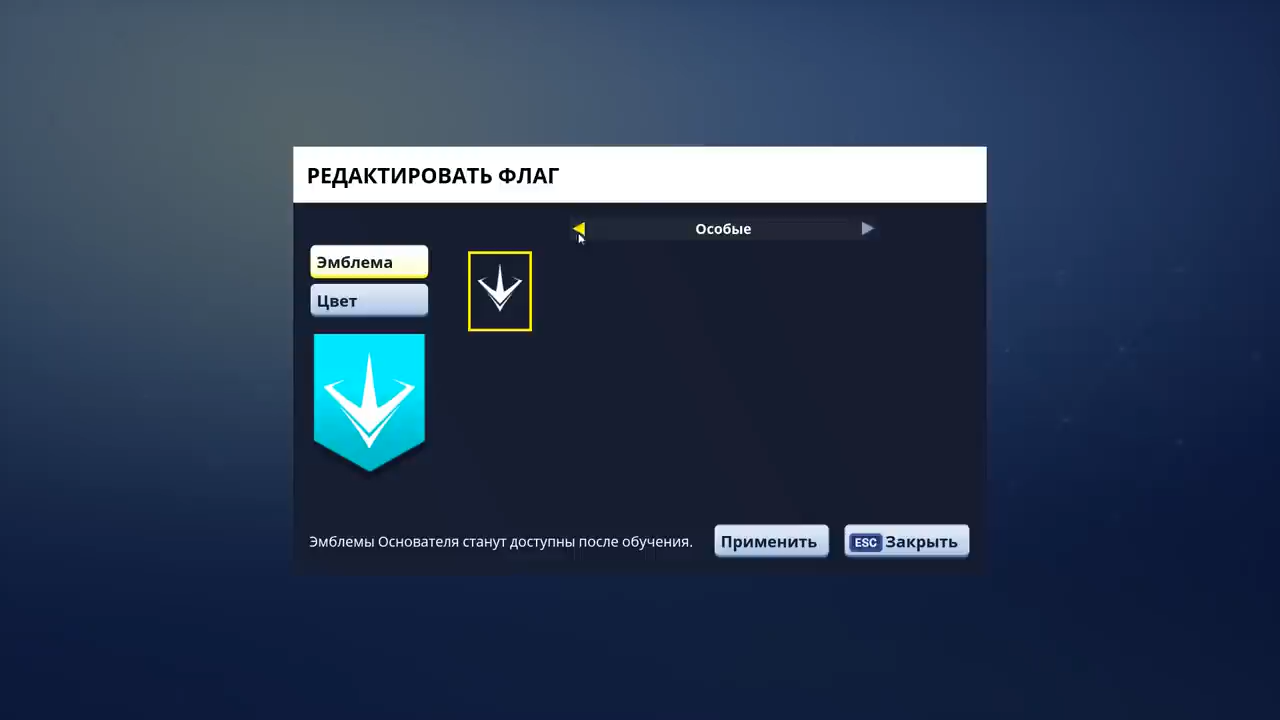 РЕДАКТИРОВАТЬ ФЛАГ
Особые
Эмблема
Цвет
Эмблемы Основателя станут доступны после обучения.
Применить
ESC Закрыть